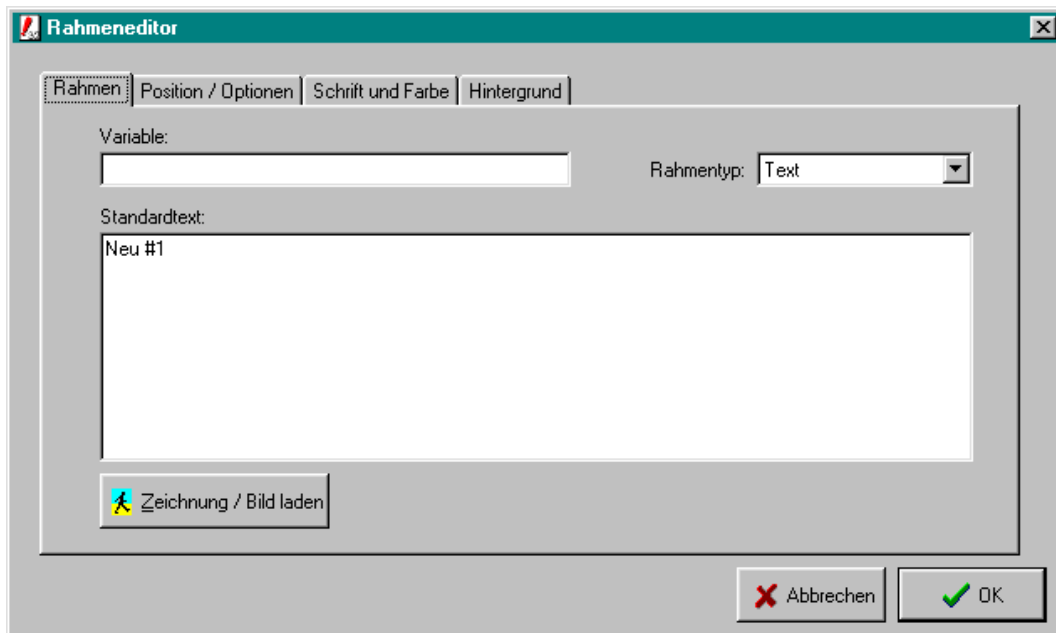 Rahmeneditor
Rahmen Position / Optionen Schrift und Farbe Hintergrund
Variable:
Rahmentyp: Text
Standardtext:
Neu #1
Zeichnung / Bild laden
Abbrechen OK